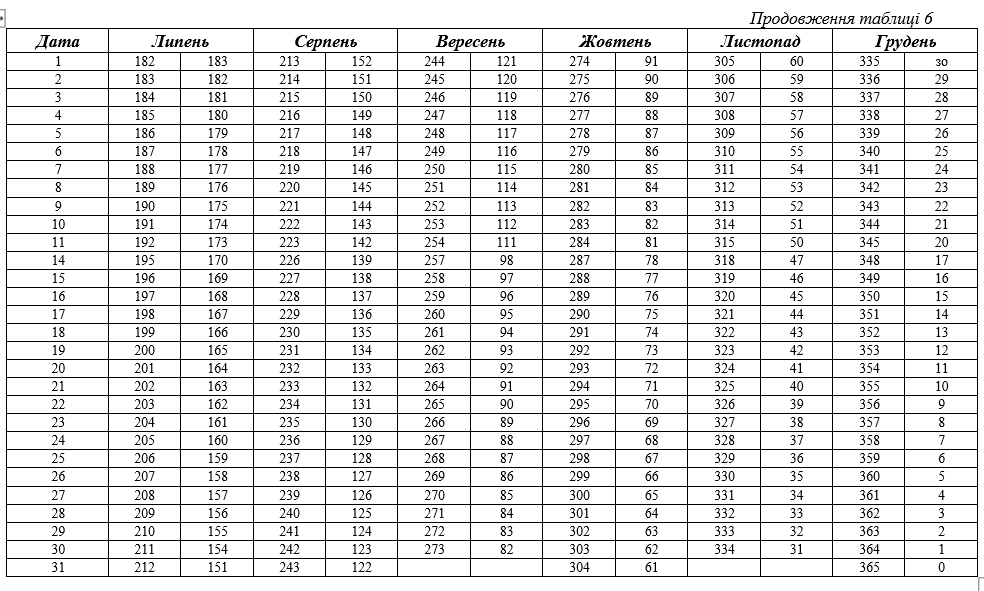 Продовження таблиці 6
Дата Липень Серпень Вересень Жовтень Листопад Грудень
1 182 183 213 152 244 121 274 91 305 60 335 зо
2 183 182 214 151 245 120 275 90 306 59 336 29
3 184 181 215 150 246 119 276 89 307 58 337 28
4 185 180 216 149 247 118 277 88 308 57 338 27
5 186 179 217 148 248 117 278 87 309 56 339 26
6 187 178 218 147 249 116 279 86 310 55 340 25
7 188 177 219 146 250 115 280 85 311 54 341 24
8 189 176 220 145 251 114 281 84 312 53 342 23
9 190 175 221 144 252 113 282 83 313 52 343 22
10 191 174 222 143 253 112 283 82 314 51 344 21
11 192 173 223 142 254 111 284 81 315 50 345 20
14 195 170 226 139 257 98 287 78 318 47 348 17
15 196 169 227 138 258 97 288 77 319 46 349 16
16 197 168 228 137 259 96 289 76 320 45 350 15
17 198 167 229 136 260 95 290 75 321 44 351 14
18 199 166 230 135 261 94 291 74 322 43 352 13
19 200 165 231 134 262 93 292 73 323 42 353 12
20 201 164 232 133 263 92 293 72 324 41 354 11
21 202 163 233 132 264 91 294 71 325 40 355 10
22 203 162 234 131 265 90 295 70 326 39 356 9
23 204 161 235 130 266 89 296 69 327 38 357 8
24 205 160 236 129 267 88 297 68 328 37 358 7
25 206 159 237 128 268 87 298 67 329 36 359 6
26 207 158 238 127 269 86 299 66 330 35 360 5
27 208 157 239 126 270 85 300 65 331 34 361 4
28 209 156 240 125 271 84 301 64 332 33 362 3
29 210 155 241 124 272 83 302 63 333 32 363 2
30 211 154 242 123 273 82 303 62 334 31 364 1
31 212 151 243 122 304 61 365 0